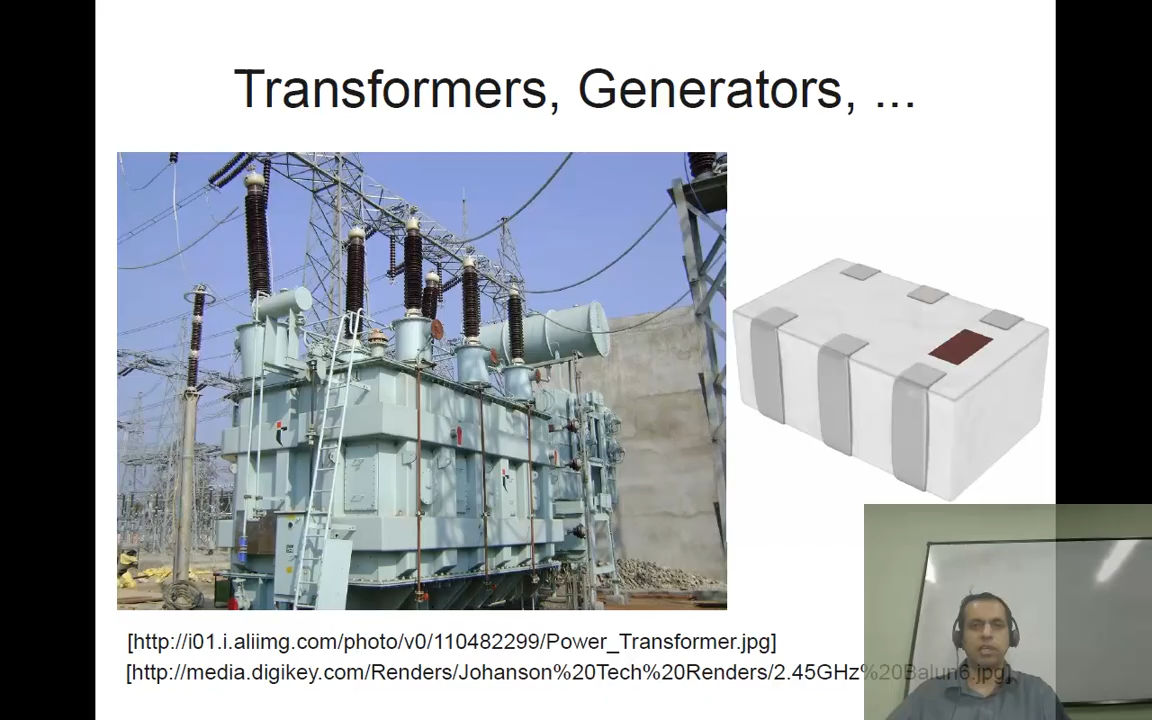 Transformers, Generators, ...
[http://i01.i.aliimg.com/photo/v0/110482299/Power_Transformer.jpg]
[http://media.digikey.com/Renders/Johanson%20Tech%20Renders/2.45GHz%20Balun6.jpg]